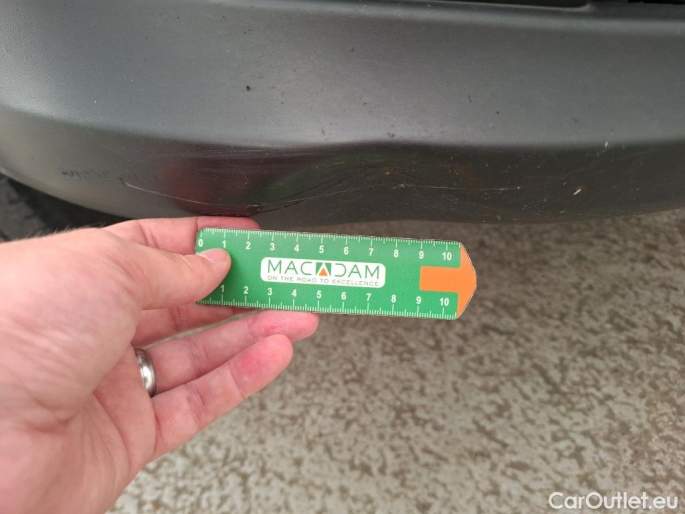 0 1 2 3 4 5 6 7 8 9 10
MACADAM
ON THE ROAD TO EXCELLENCE
1 2 3 4 5 6 7 8 9 10
CarOutlet.eu